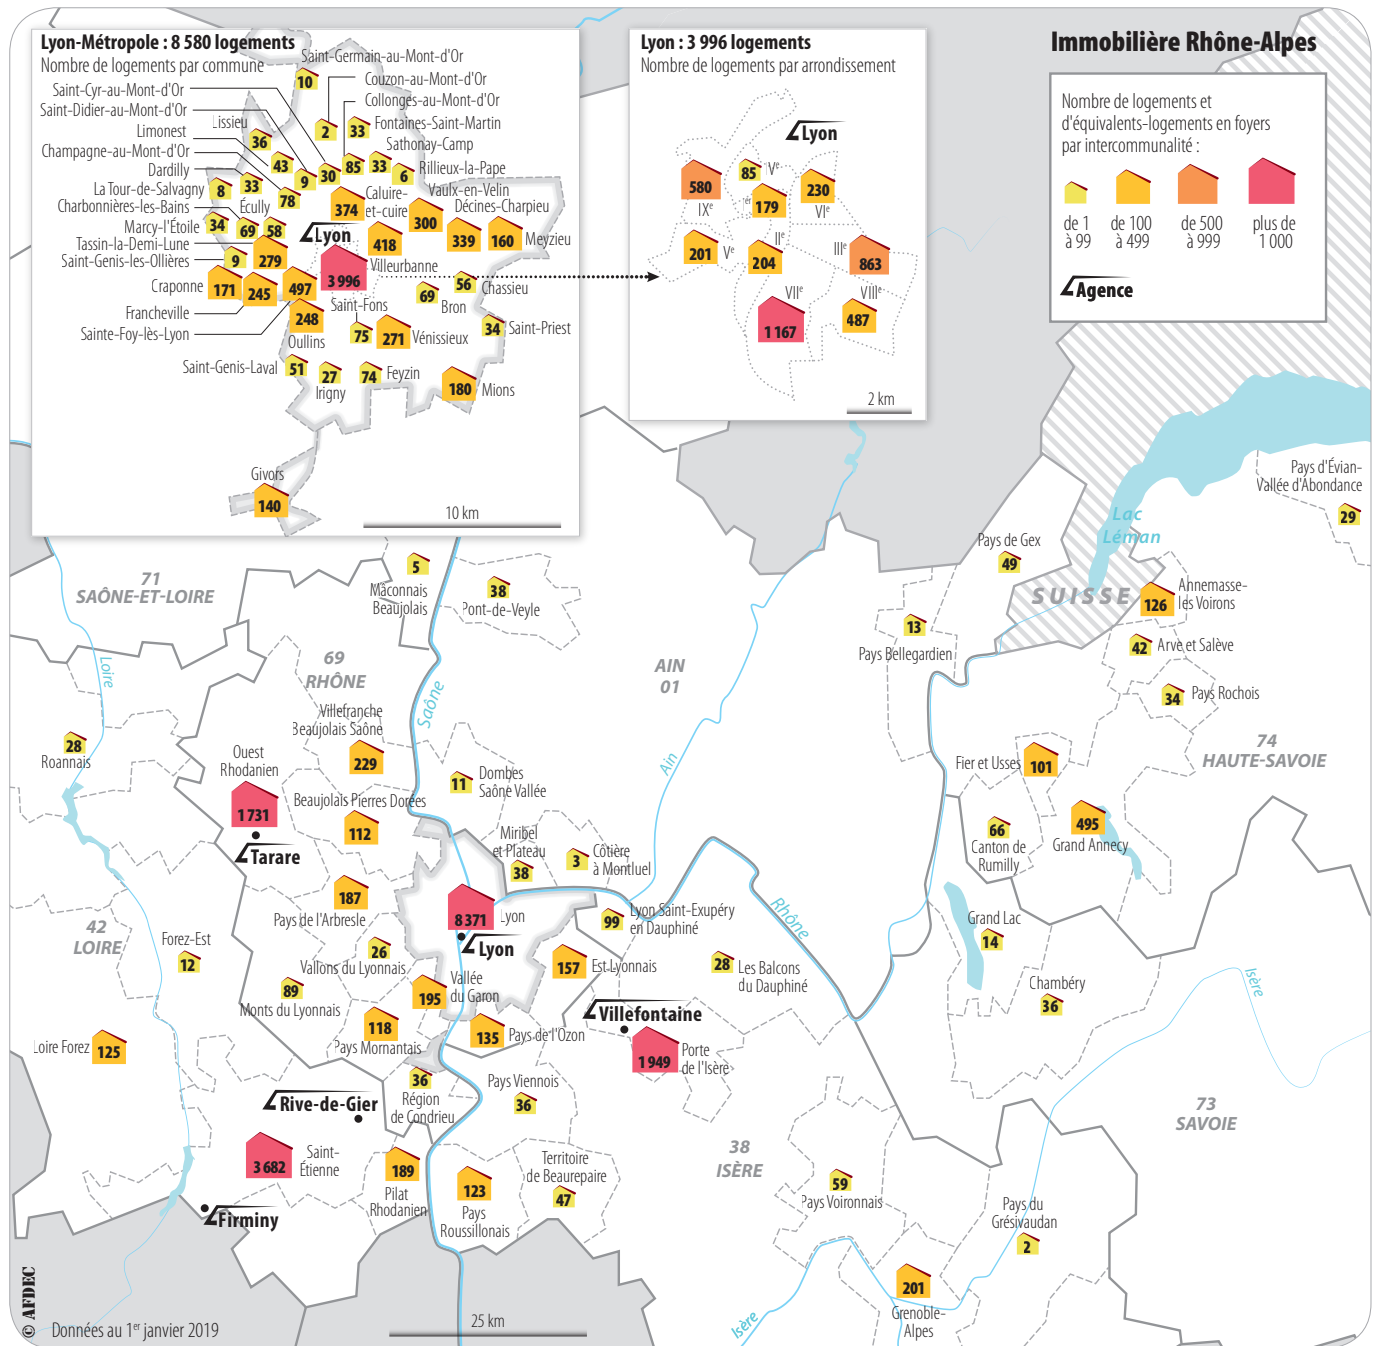 Lyon-Métropole : 8 580 logements
Nombre de logements par commune
Saint-Germain-au-Mont-d'Or
10
Couzon-au-Mont-d'Or
2
Saint-Cyr-au-Mont-d'Or
30
Collonges-au-Mont-d'Or
85
Saint-Didier-au-Mont-d'Or
9
Lissieu
36
33
Fontaines-Saint-Martin
Limonest
43
Sathonay-Camp
33
Champagne-au-Mont-d'Or
78
Dardilly
33
Rillieux-la-Pape
6
La Tour-de-Salvagny
8
Écully
58
Caluire-
et-cuire
374
Vaulx-en-Velin
300
Charbonnières-les-Bains
69
Décines-Charpieu
339
Marcy-l'Étoile
34
Lyon
3 996
418
Villeurbanne
160
Meyzieu
Tassin-la-Demi-Lune
279
Saint-Genis-les-Ollières
9
Craponne
171
245
497
Francheville
Sainte-Foy-lès-Lyon
56
Chassieu
69
Bron
Saint-Fons
75
248
Oullins
271
Vénissieux
34
Saint-Priest
Saint-Genis-Laval
51
27
Irigny
74
Feyzin
180
Mions
Givors
140
10 km
Lyon : 3 996 logements
Nombre de logements par arrondissement
Lyon
580
IXe
85
Ve
er
179
230
VIe
201
Ve
IIe
204
IIIe
863
VIIe
1 167
VIIIe
487
2 km
Immobilière Rhône-Alpes
Nombre de logements et
d'équivalents-logements en foyers
par intercommunalité :
de 1
à 99
de 100
à 499
de 500
à 999
plus de
1 000
Agence
Pays d'Évian-
Vallée d'Abondance
29
Lac
Léman
Pays de Gex
49
SUISSE
Annemasse-
les Voirons
126
42
Arve et Salève
34
Pays Rochois
13
Pays Bellegardien
71
SAÔNE-ET-LOIRE
5
Mâconnais
Beaujolais
38
Pont-de-Veyle
Loire
69
RHÔNE
AIN
01
Saône
Ain
74
HAUTE-SAVOIE
28
Roannais
Villefranche
Beaujolais Saône
229
Ouest
Rhodanien
1 731
Tarare
Beaujolais Pierres Dorées
112
11
Dombes
Saône Vallée
Fier et Usses
101
495
Grand Annecy
66
Canton de
Rumilly
Miribel
et Plateau
38
3
Côtière
à Montluel
187
Pays de l'Arbresle
8 371
Lyon
Lyon
99
Lyon Saint-Exupéry
en Dauphiné
Rhône
Grand Lac
14
42
LOIRE
Forez-Est
12
26
Vallons du Lyonnais
89
Monts du Lyonnais
195
Vallée
du Garon
157
Est Lyonnais
28
Les Balcons
du Dauphiné
Chambéry
36
Isère
Villefontaine
118
Pays Mornantais
135
Pays de l'Ozon
1 949
Porte
de l'Isère
Loire Forez
125
36
Région
de Condrieu
Pays Viennois
36
Rive-de-Gier
73
SAVOIE
3 682
Saint-
Étienne
38
ISÈRE
189
Pilat
Rhodanien
123
Pays
Roussillonais
Territoire
de Beaurepaire
47
59
Pays Voironnais
Pays du
Grésivaudan
2
Firminy
201
Grenoble-
Alpes
Isère
25 km
© AFDEC
Données au 1er janvier 2019